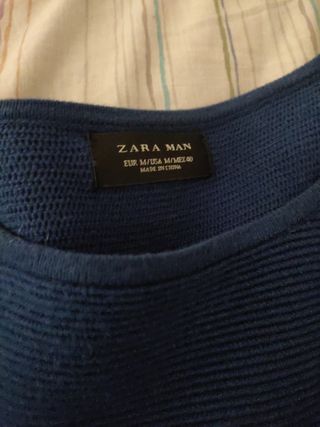 ZARA MAN
EUR M/USA M/MEX 40
MADE IN CHINA